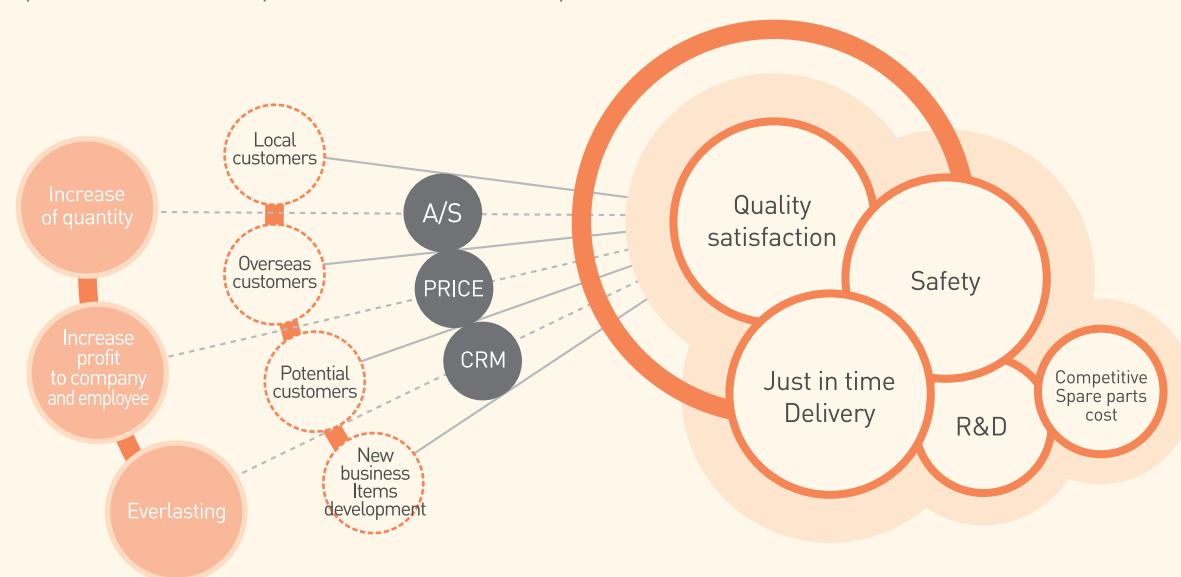 Increase
of quantity
Increase
profit
to company
and employee
Everlasting
Local
customers
Overseas
customers
Potential
customers
New
business
Items
development
A/S
PRICE
CRM
Quality
satisfaction
Safety
Just in time
Delivery
R&D
Competitive
Spare parts
cost